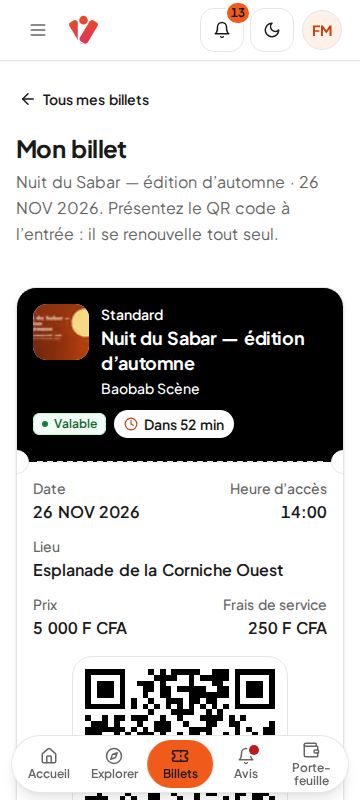 13
FM
Tous mes billets
Mon billet
Nuit du Sabar — édition d’automne · 26
NOV 2026. Présentez le QR code à
l’entrée : il se renouvelle tout seul.
Standard
Nuit du Sabar — édition
d’automne
Baobab Scène
Valable
Dans 52 min
Date
Heure d’accès
26 NOV 2026
14:00
Lieu
Esplanade de la Corniche Ouest
Prix
Frais de service
5 000 F CFA
250 F CFA
Accueil
Explorer
Billets
Avis
Porte-
feuille